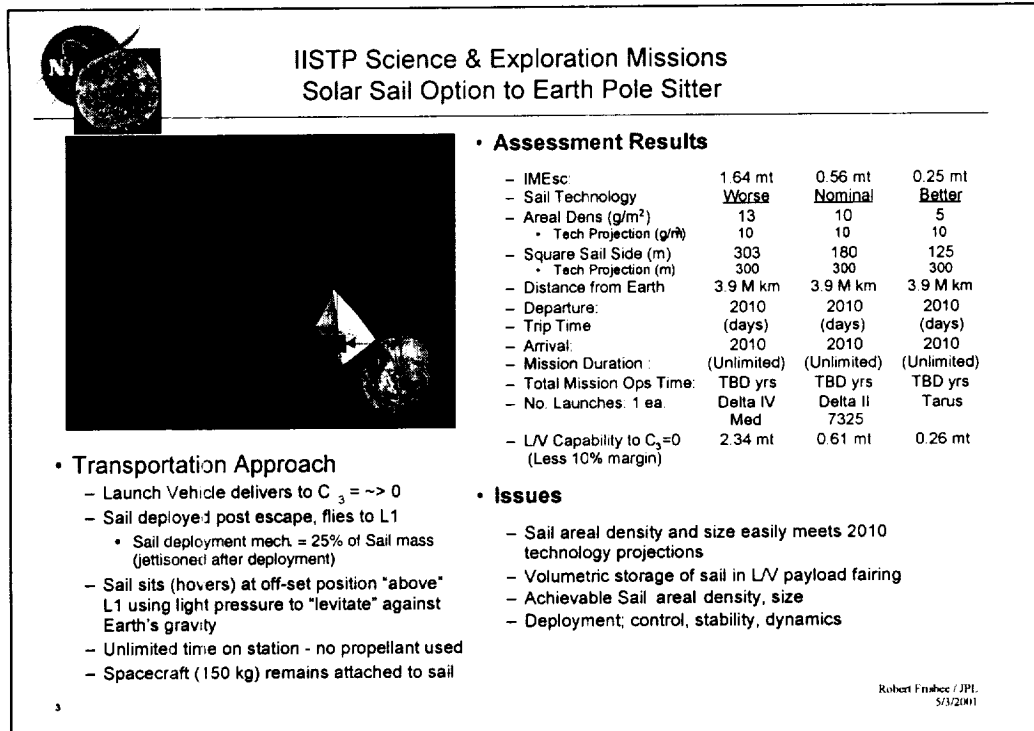 IISTP Science & Exploration Missions
Solar Sail Option to Earth Pole Sitter
• Assessment Results
– IMEsc: 1.64 mt 0.56 mt 0.25 mt
– Sail Technology Worse Nominal Better
– Areal Dens (g/m²) 13 10 5
• Tech Projection (g/m²) 10 10 10
– Square Sail Side (m) 303 180 125
• Tech Projection (m) 300 300 300
– Distance from Earth 3.9 M km 3.9 M km 3.9 M km
– Departure: 2010 2010 2010
– Trip Time (days) (days) (days)
– Arrival: 2010 2010 2010
– Mission Duration : (Unlimited) (Unlimited) (Unlimited)
– Total Mission Ops Time: TBD yrs TBD yrs TBD yrs
– No. Launches: 1 ea. Delta IV Delta II Tarus
Med 7325
– L/V Capability to C₃=0 2.34 mt 0.61 mt 0.26 mt
(Less 10% margin)
• Transportation Approach
– Launch Vehicle delivers to C ₃ = ~> 0
– Sail deployed post escape, flies to L1
• Sail deployment mech. = 25% of Sail mass
(jettisoned after deployment)
– Sail sits (hovers) at off-set position "above"
L1 using light pressure to "levitate" against
Earth's gravity
– Unlimited time on station - no propellant used
– Spacecraft (150 kg) remains attached to sail
• Issues
– Sail areal density and size easily meets 2010
technology projections
– Volumetric storage of sail in L/V payload fairing
– Achievable Sail areal density, size
– Deployment; control, stability, dynamics
Robert Frisbee / JPL
5/3/2001
3